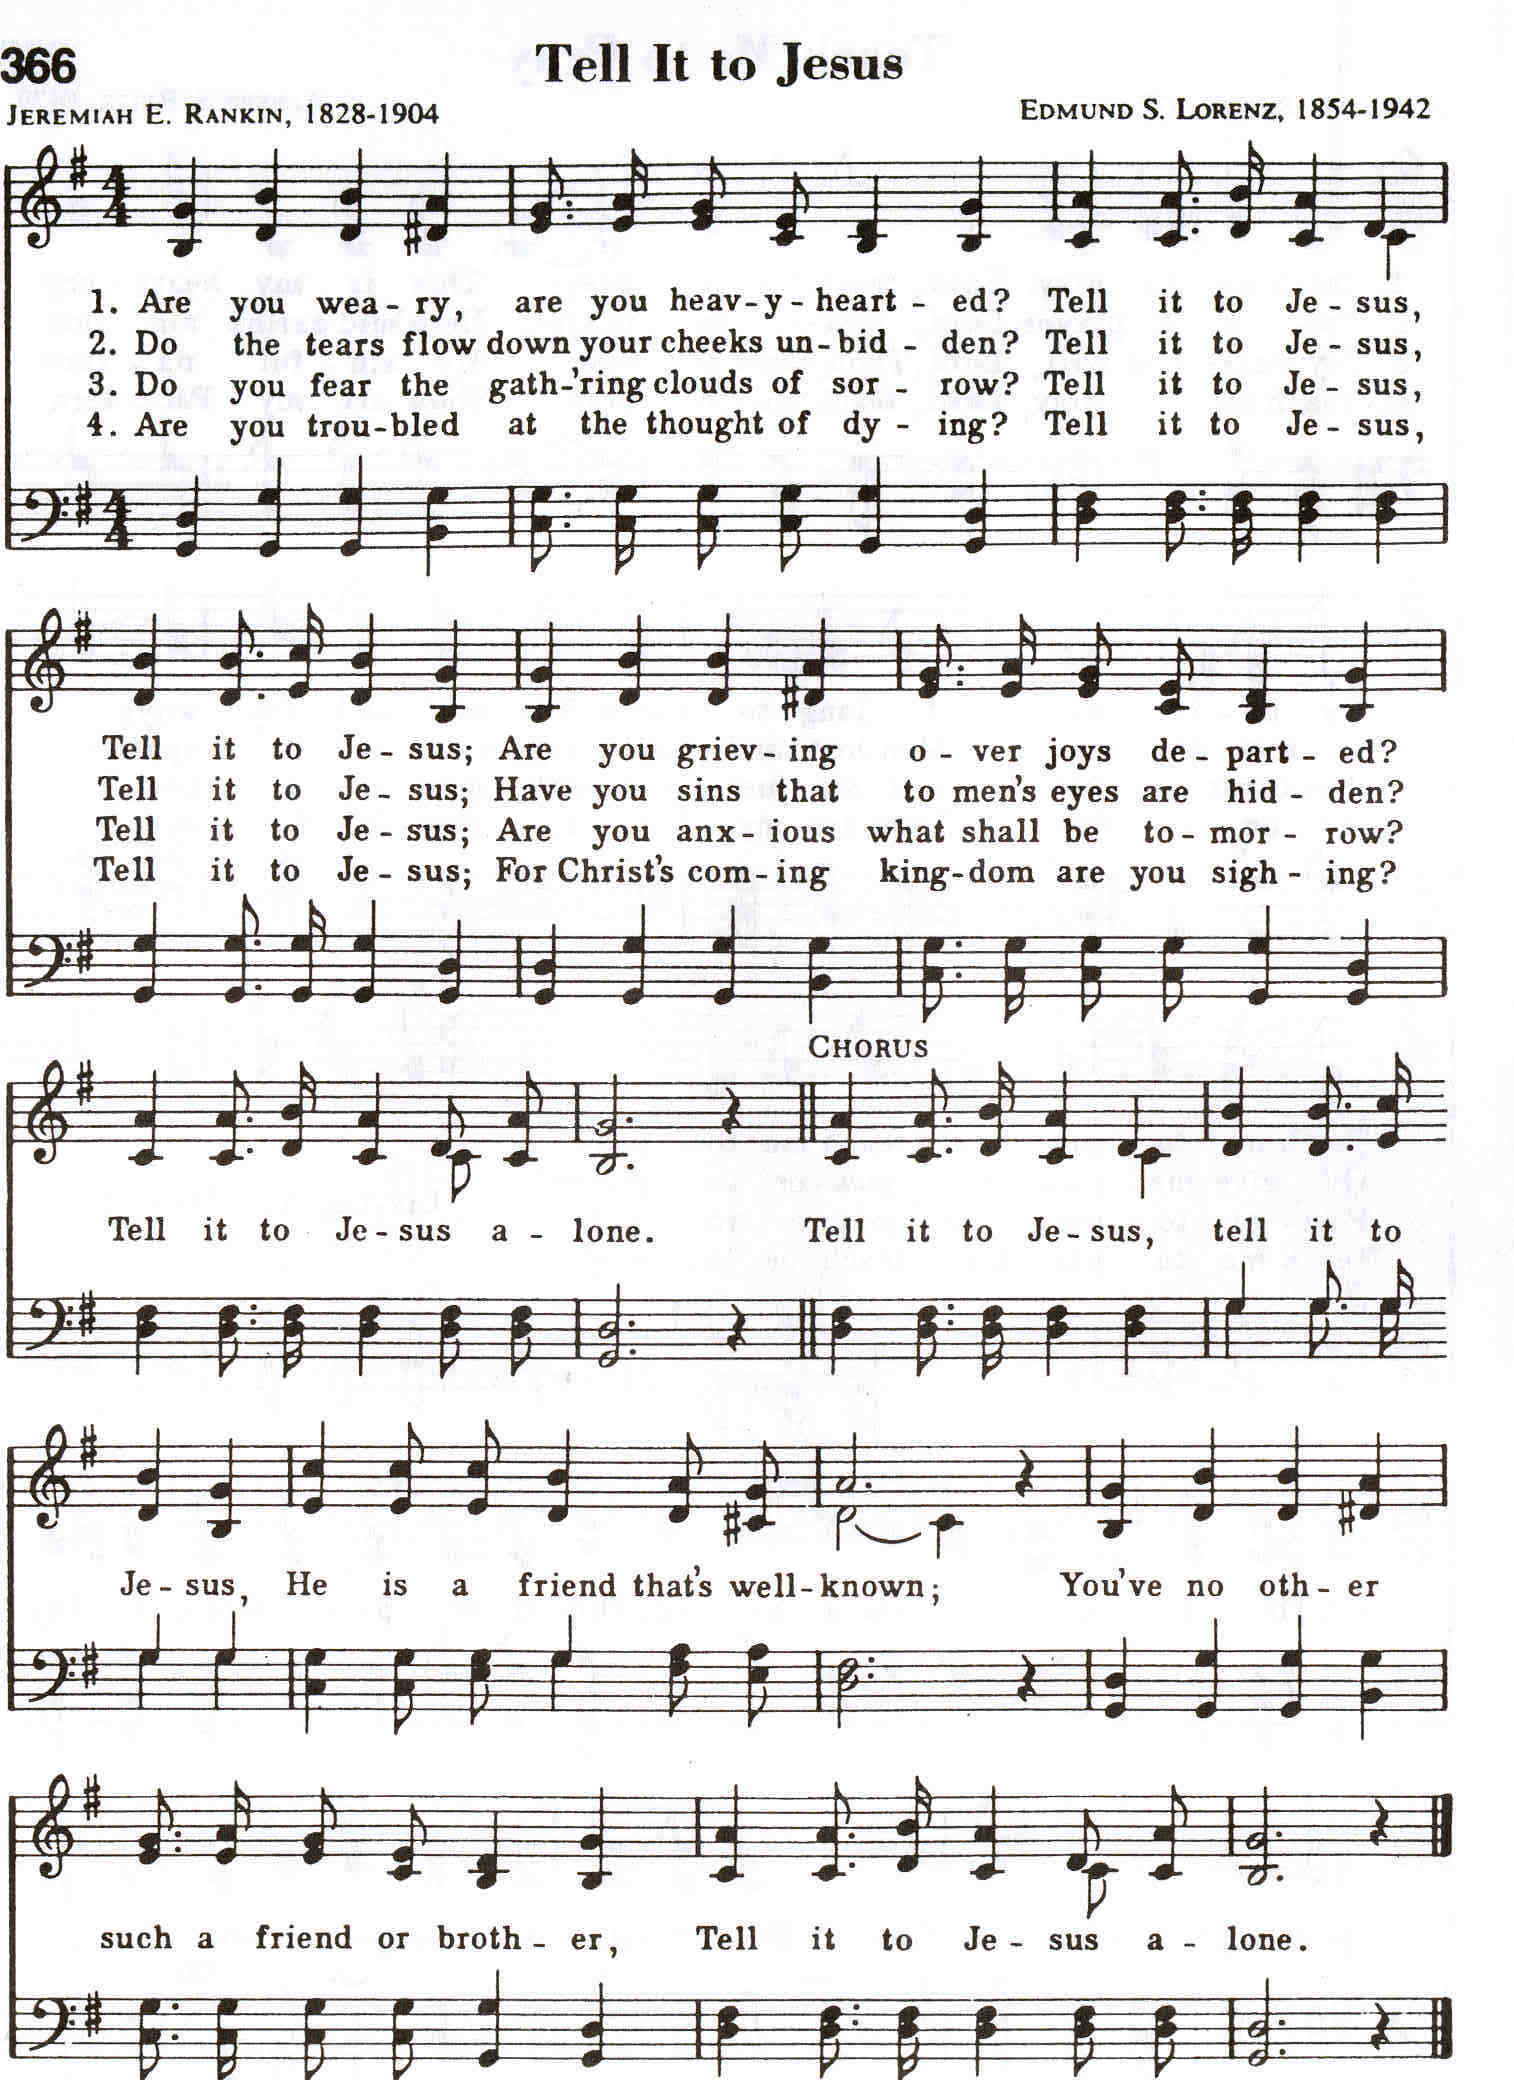 366
Tell It to Jesus
JEREMIAH E. RANKIN, 1828-1904
EDMUND S. LORENZ, 1854-1942
1. Are you wea - ry, are you heav - y - heart - ed? Tell it to Je - sus,
2. Do the tears flow down your cheeks un - bid - den? Tell it to Je - sus,
3. Do you fear the gath-'ring clouds of sor - row? Tell it to Je - sus,
4. Are you trou - bled at the thought of dy - ing? Tell it to Je - sus,
Tell it to Je - sus; Are you griev - ing o - ver joys de - part - ed?
Tell it to Je - sus; Have you sins that to men's eyes are hid - den?
Tell it to Je - sus; Are you anx - ious what shall be to - mor - row?
Tell it to Je - sus; For Christ's com - ing king - dom are you sigh - ing?
CHORUS
Tell it to Je - sus a - lone. Tell it to Je - sus, tell it to
Je - sus, He is a friend that's well - known; You've no oth - er
such a friend or broth - er, Tell it to Je - sus a - lone.